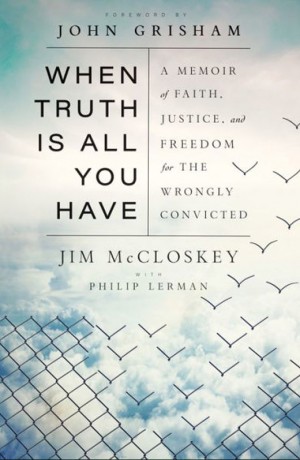 FOREWORD BY
JOHN GRISHAM
WHEN
TRUTH
IS ALL
YOU
HAVE
A MEMOIR
of FAITH,
JUSTICE, and
FREEDOM
for THE
WRONGLY
CONVICTED
JIM McCLOSKEY
WITH
PHILIP LERMAN